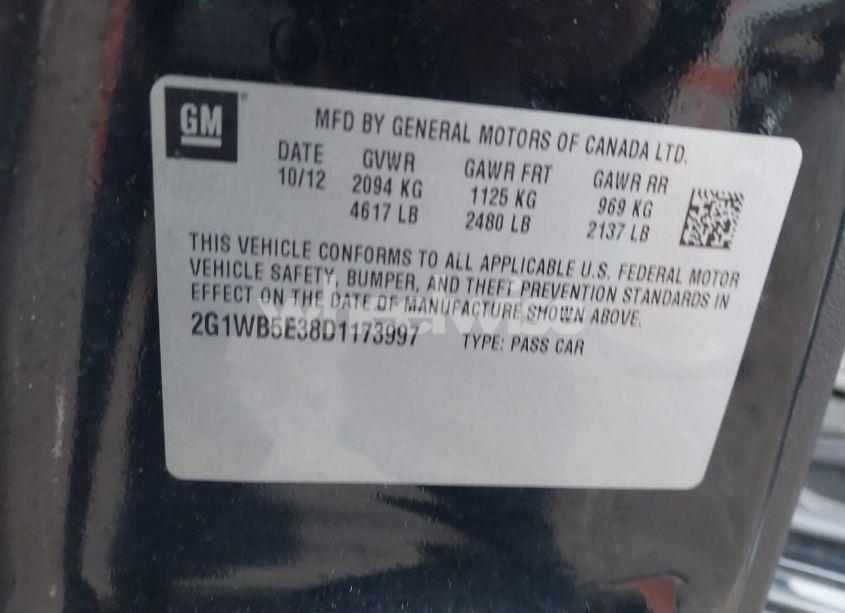 GM
MFD BY GENERAL MOTORS OF CANADA LTD.
DATE GVWR GAWR FRT GAWR RR
10/12 2094 KG 1125 KG 969 KG
4617 LB 2480 LB 2137 LB
THIS VEHICLE CONFORMS TO ALL APPLICABLE U.S. FEDERAL MOTOR
VEHICLE SAFETY, BUMPER, AND THEFT PREVENTION STANDARDS IN
EFFECT ON THE DATE OF MANUFACTURE SHOWN ABOVE.
wheelwise
2G1WB5E38D1173997 TYPE: PASS CAR